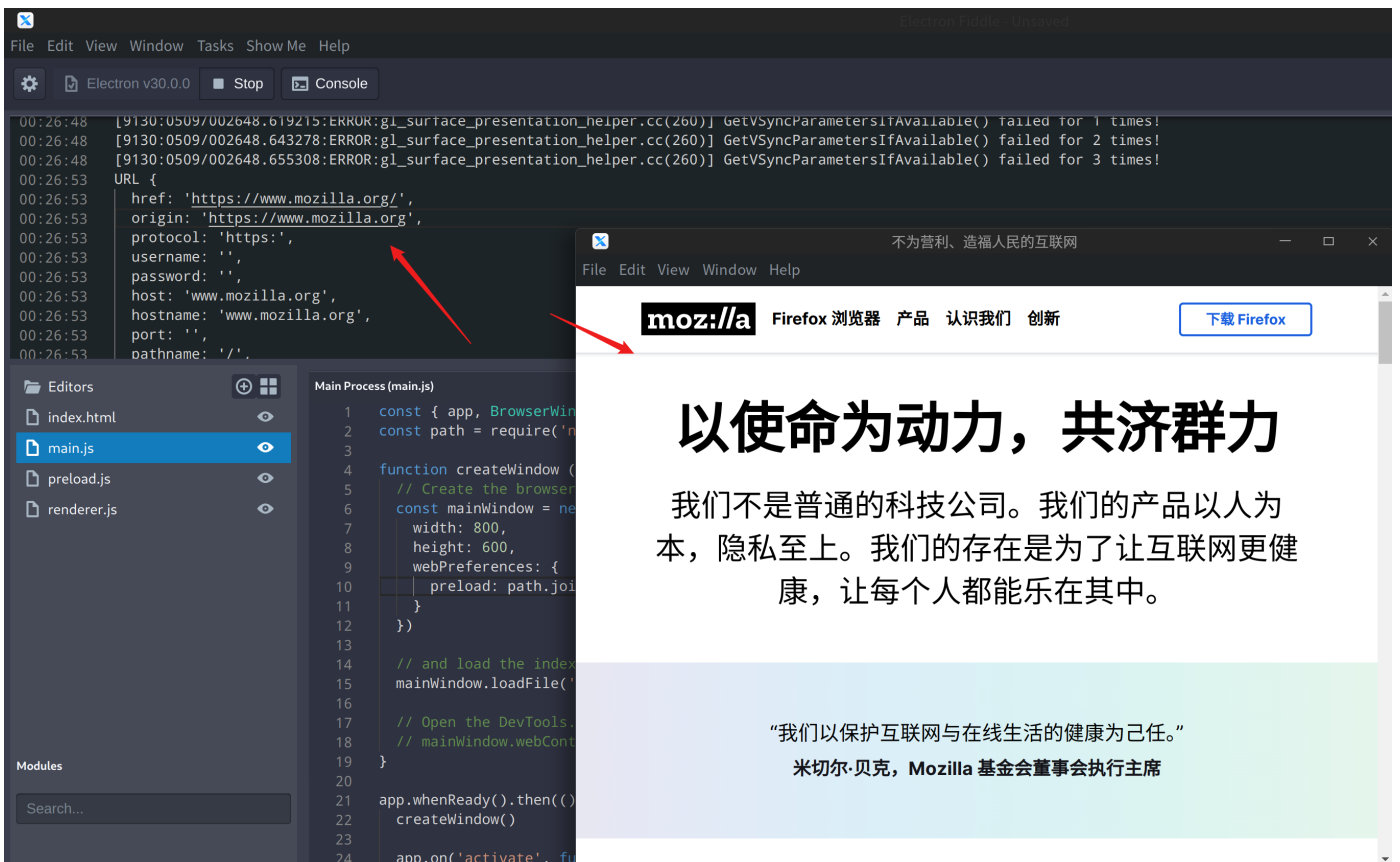 Electron Fiddle - Unsaved
File Edit View Window Tasks Show Me Help
Electron v30.0.0 Stop Console
00:26:48 [9130:0509/002648.619215:ERROR:gl_surface_presentation_helper.cc(260)] GetVSyncParametersIfAvailable() failed for 1 times!
00:26:48 [9130:0509/002648.643278:ERROR:gl_surface_presentation_helper.cc(260)] GetVSyncParametersIfAvailable() failed for 2 times!
00:26:48 [9130:0509/002648.655308:ERROR:gl_surface_presentation_helper.cc(260)] GetVSyncParametersIfAvailable() failed for 3 times!
00:26:53 URL {
00:26:53 href: 'https://www.mozilla.org/',
00:26:53 origin: 'https://www.mozilla.org',
00:26:53 protocol: 'https:',
00:26:53 username: '',
00:26:53 password: '',
00:26:53 host: 'www.mozilla.org',
00:26:53 hostname: 'www.mozilla.org',
00:26:53 port: '',
00:26:53 pathname: '/',
Editors
index.html
main.js
preload.js
renderer.js
Modules
Search...
Main Process (main.js)
1 const { app, BrowserWin
2 const path = require('n
3
4 function createWindow (
5 // Create the browser
6 const mainWindow = ne
7 width: 800,
8 height: 600,
9 webPreferences: {
10 preload: path.joi
11 }
12 })
13
14 // and load the index
15 mainWindow.loadFile('
16
17 // Open the DevTools.
18 // mainWindow.webCont
19 }
20
21 app.whenReady().then(()
22 createWindow()
23
24 app.on('activate', fu
不为营利、造福人民的互联网
File Edit View Window Help
moz://a Firefox 浏览器 产品 认识我们 创新 下载 Firefox
以使命为动力，共济群力
我们不是普通的科技公司。我们的产品以人为
本，隐私至上。我们的存在是为了让互联网更健
康，让每个人都能乐在其中。
“我们以保护互联网与在线生活的健康为己任。”
米切尔·贝克，Mozilla 基金会董事会执行主席